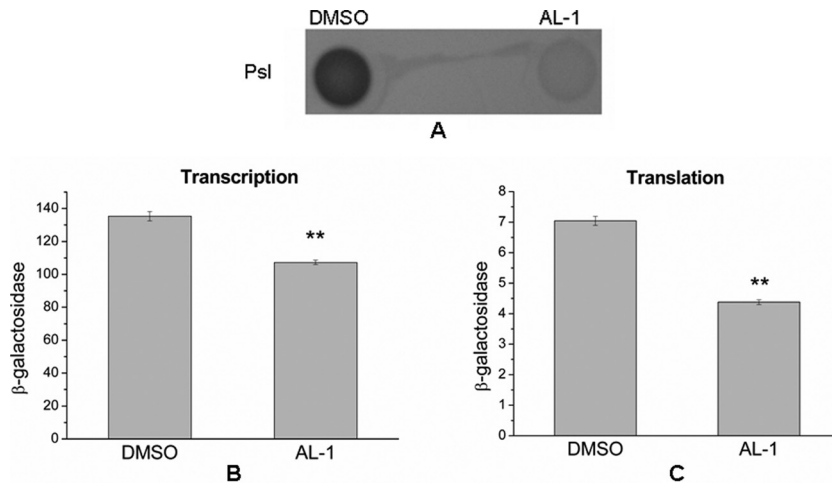 DMSO AL-1
Psl
A
Transcription
β-galactosidase
140
120
100
80
60
40
20
0
**
DMSO AL-1
B
Translation
β-galactosidase
8
7
6
5
4
3
2
1
0
**
DMSO AL-1
C